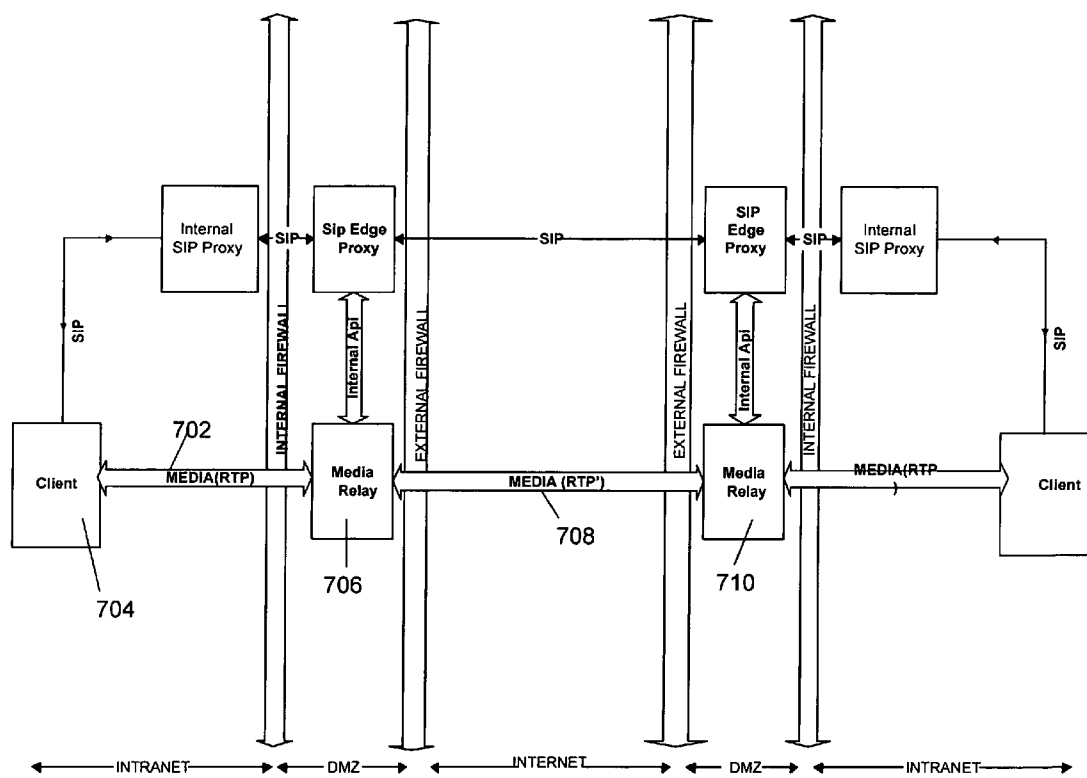 Internal
SIP Proxy
SIP
Sip Edge
Proxy
SIP
SIP
Edge
Proxy
SIP
Internal
SIP Proxy
SIP
SIP
INTERNAL FIREWALL
Internal Api
EXTERNAL FIREWALL
EXTERNAL FIREWALL
Internal Api
INTERNAL FIREWALL
702
Client
MEDIA(RTP)
Media
Relay
MEDIA (RTP')
Media
Relay
MEDIA(RTP
)
Client
704
706
708
710
INTRANET
DMZ
INTERNET
DMZ
INTRANET